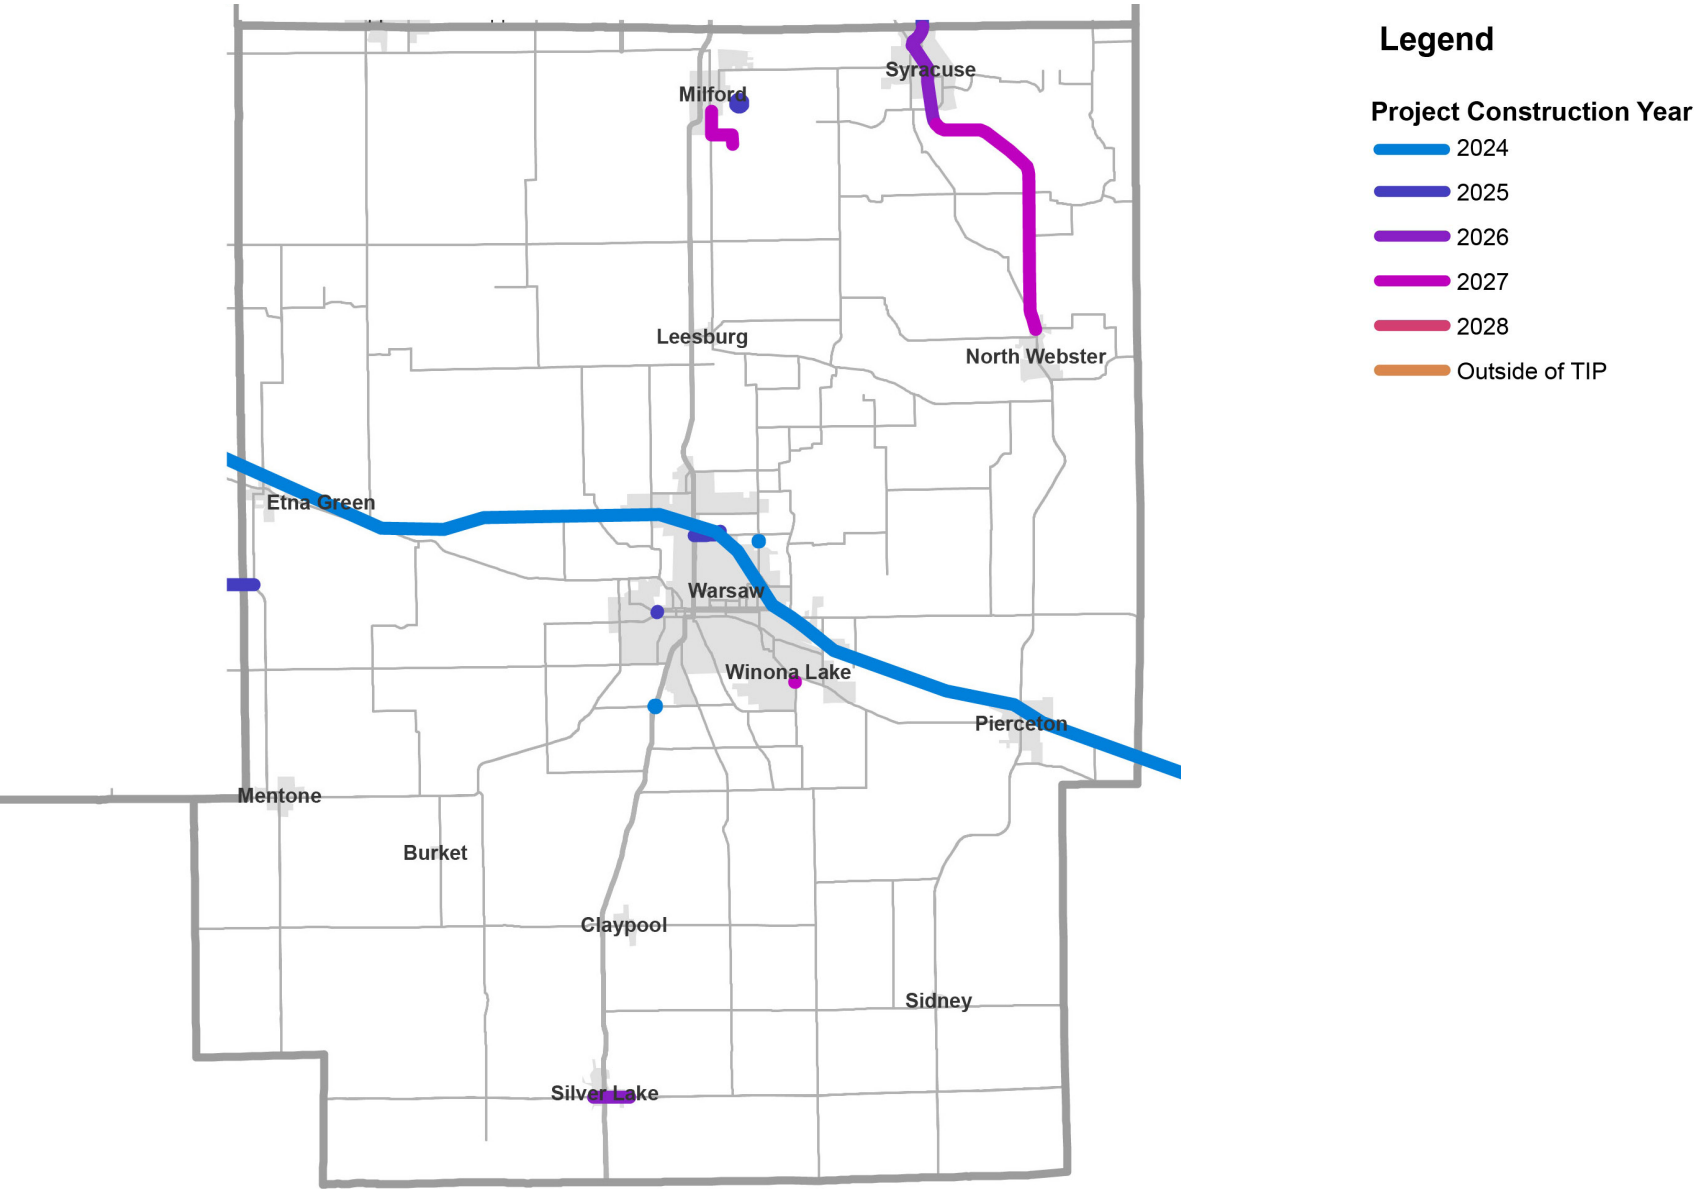 Legend
Project Construction Year
2024
2025
2026
2027
2028
Outside of TIP
Syracuse
Milford
Leesburg
North Webster
Etna Green
Warsaw
Winona Lake
Pierceton
Mentone
Burket
Claypool
Sidney
Silver Lake